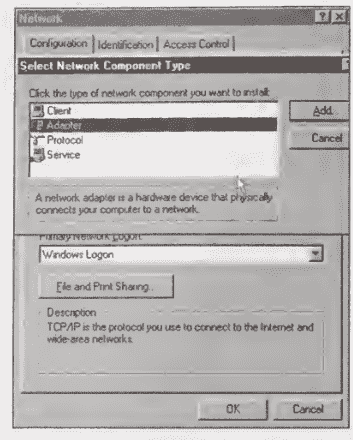 Network
Configuration Identification Access Control
Select Network Component Type
Click the type of network component you want to install:
Client
Adapter
Protocol
Service
Add...
Cancel
A network adapter is a hardware device that physically
connects your computer to a network.
Primary Network Logon:
Windows Logon
File and Print Sharing...
Description
TCP/IP is the protocol you use to connect to the Internet and
wide-area networks.
OK Cancel